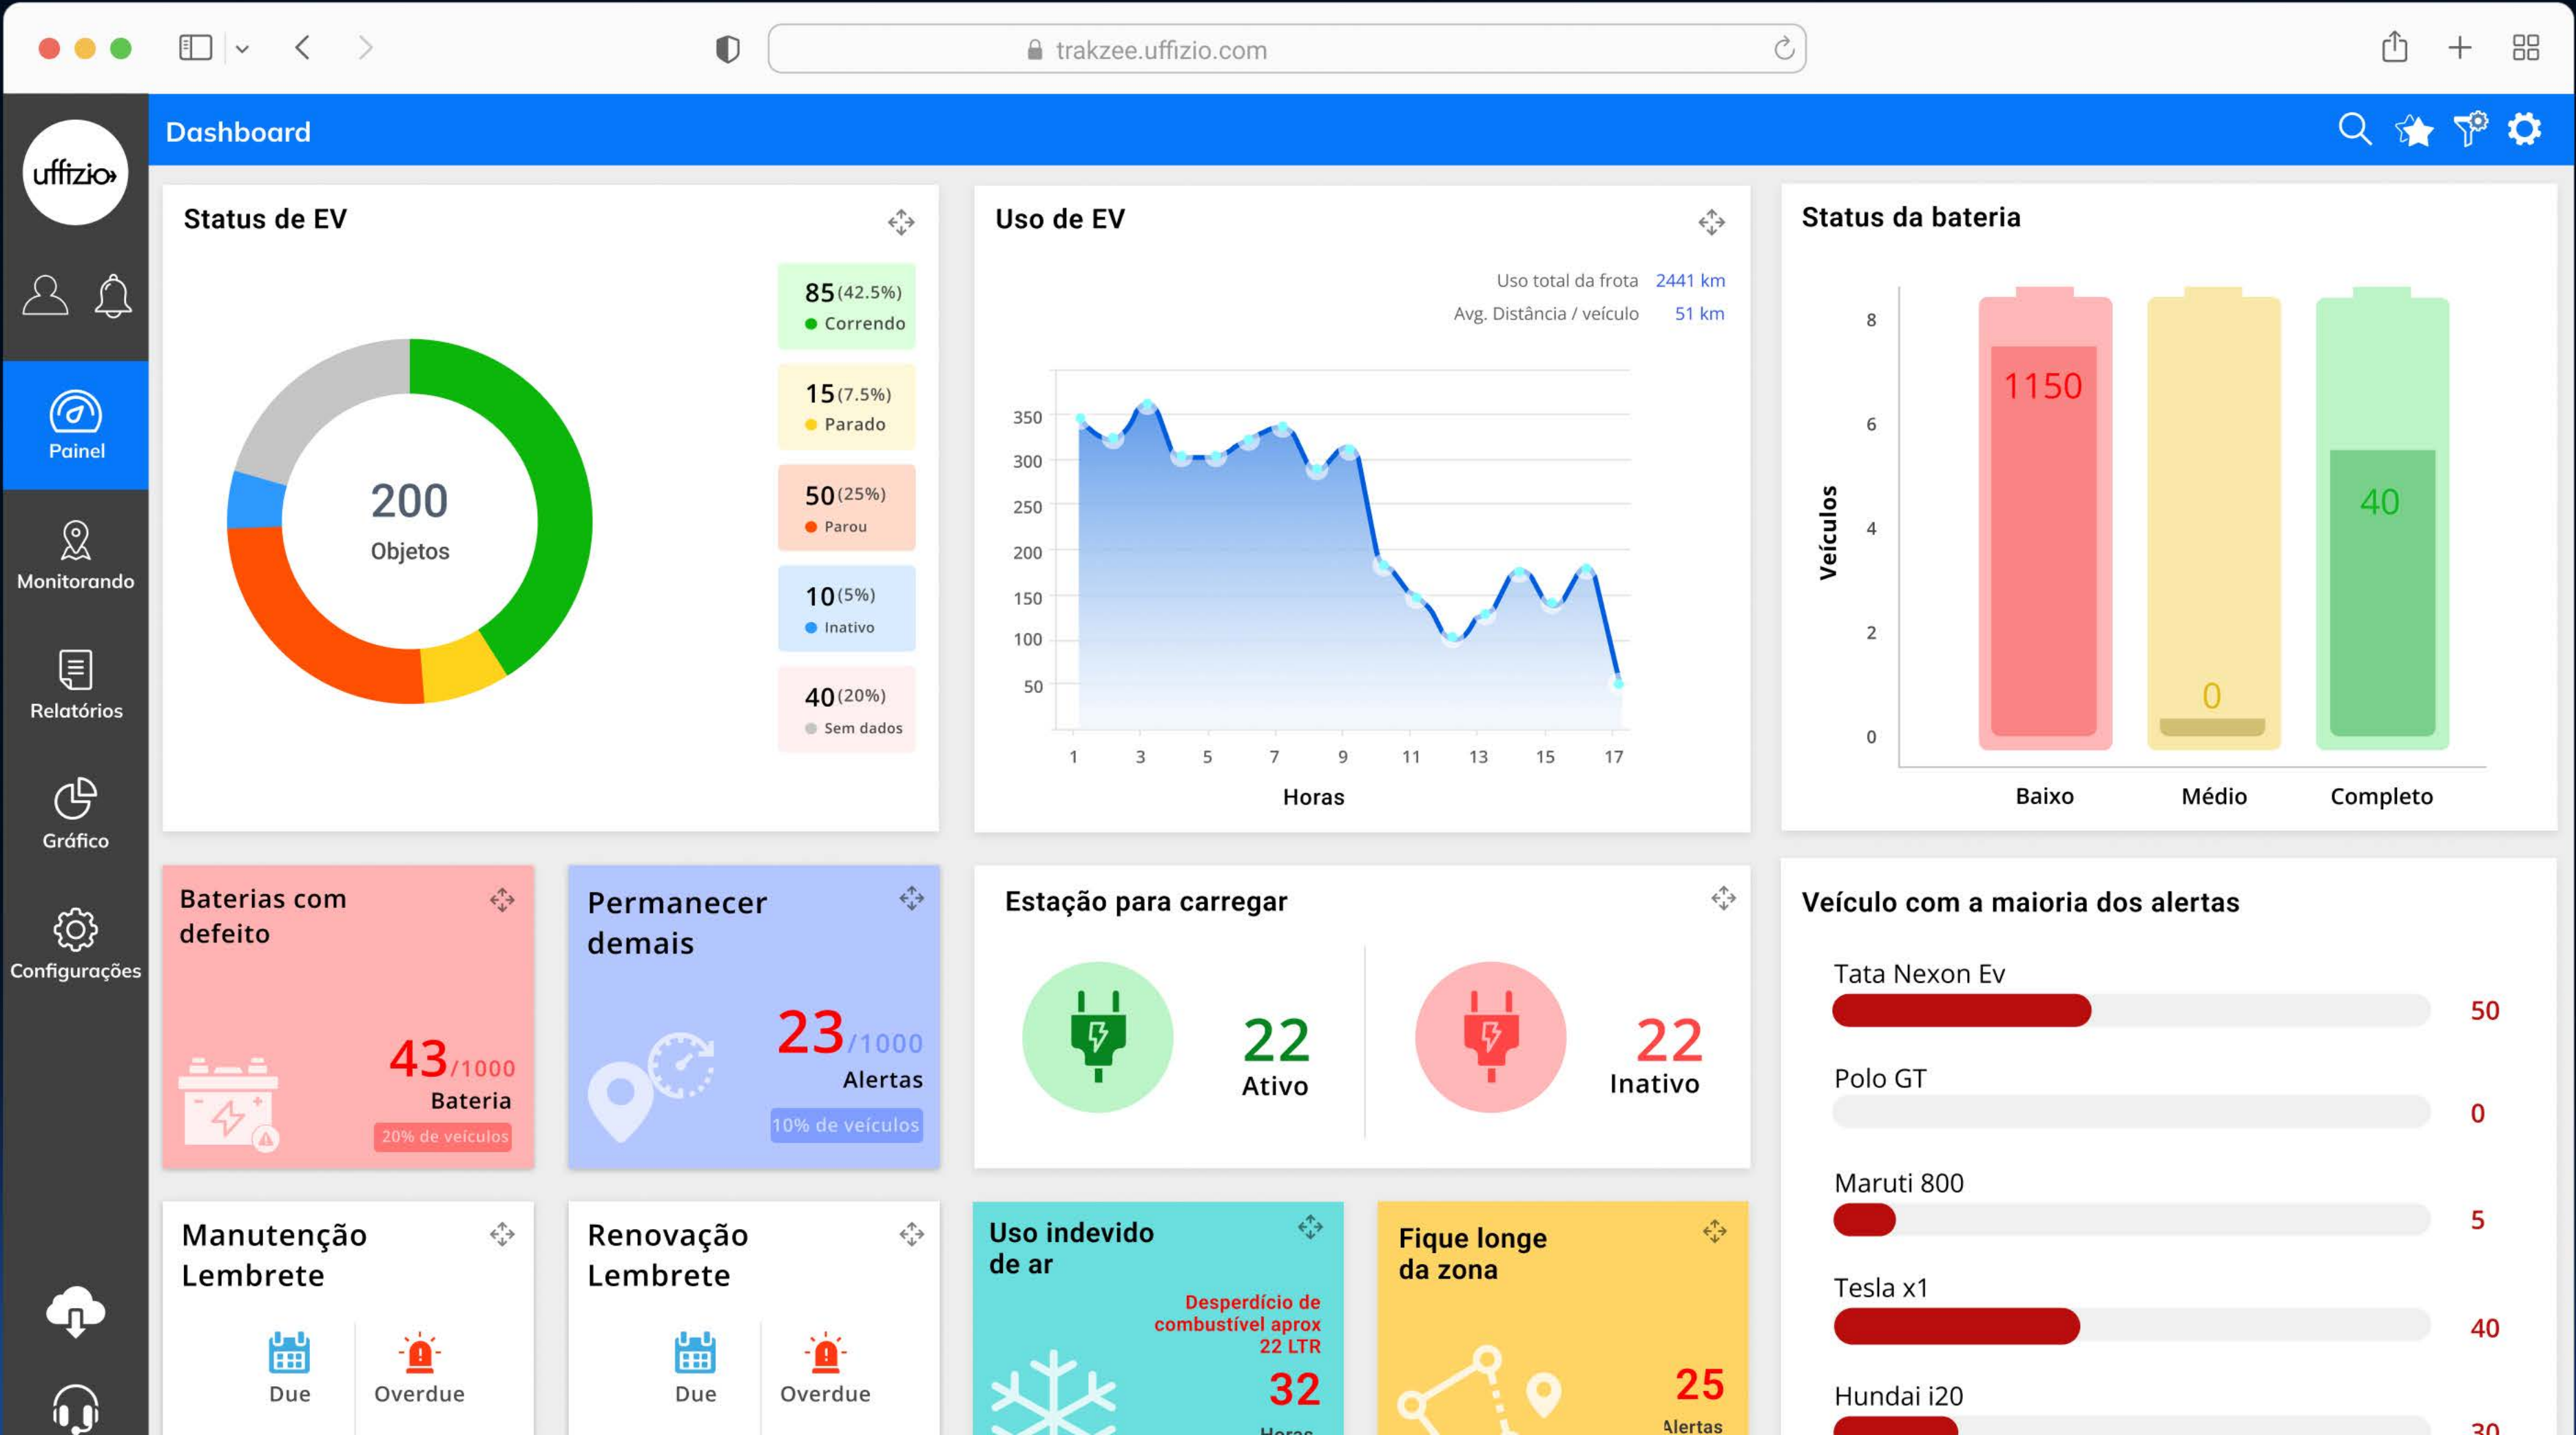 trakzee.uffizio.com
uffizio
Dashboard
Painel
Monitorando
Relatórios
Gráfico
Configurações
Status de EV
200
Objetos
85 (42.5%)
Correndo
15 (7.5%)
Parado
50 (25%)
Parou
10 (5%)
Inativo
40 (20%)
Sem dados
Uso de EV
Uso total da frota 2441 km
Avg. Distância / veículo 51 km
350
300
250
200
150
100
50
1 3 5 7 9 11 13 15 17
Horas
Status da bateria
Veículos
8
6
4
2
0
1150
0
40
Baixo Médio Completo
Baterias com
defeito
43/1000
Bateria
20% de veículos
Permanecer
demais
23/1000
Alertas
10% de veículos
Estação para carregar
22
Ativo
22
Inativo
Veículo com a maioria dos alertas
Tata Nexon Ev
50
Polo GT
0
Maruti 800
5
Tesla x1
40
Hundai i20
30
Manutenção
Lembrete
Due Overdue
Renovação
Lembrete
Due Overdue
Uso indevido
de ar
Desperdício de
combustível aprox
22 LTR
32
Horas
Fique longe
da zona
25
Alertas